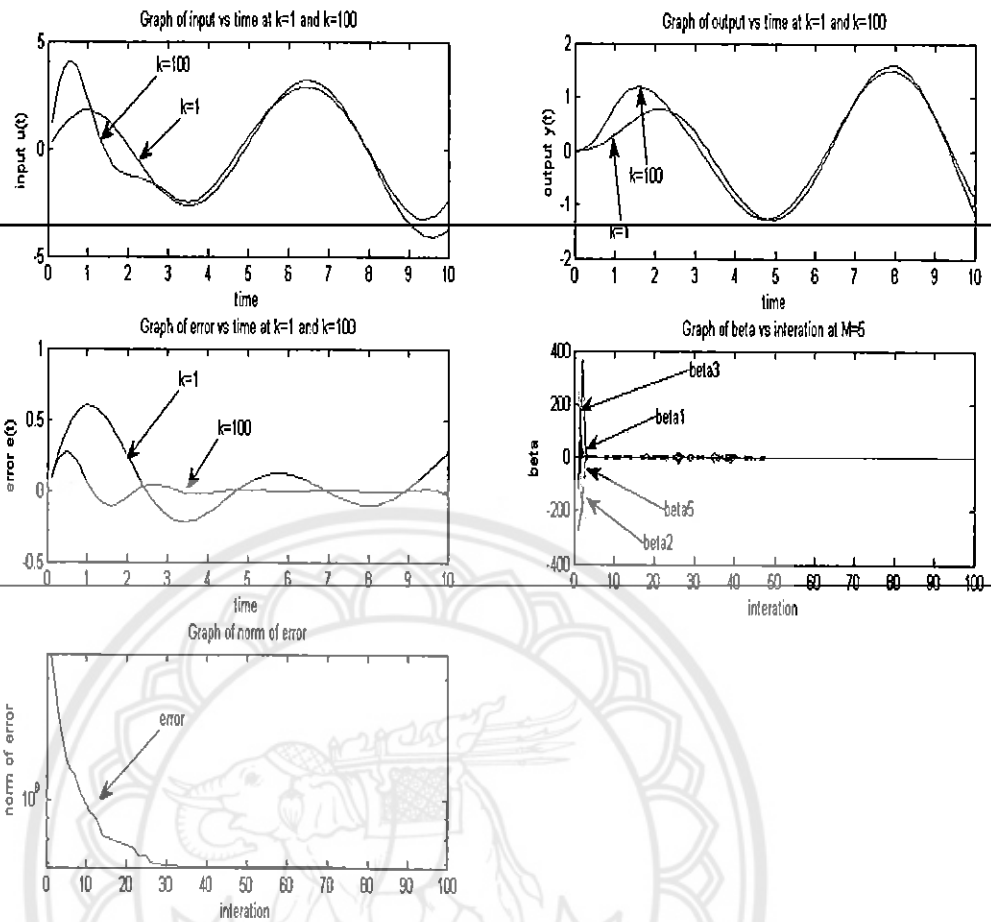 Graph of input vs time at k=1 and k=100
5
0
-5
input u(t)
k=100
k=1
0 1 2 3 4 5 6 7 8 9 10
time
Graph of output vs time at k=1 and k=100
2
1
0
-1
-2
output y(t)
k=100
k=1
0 1 2 3 4 5 6 7 8 9 10
time
Graph of error vs time at k=1 and k=100
1
0.5
0
-0.5
error e(t)
k=1
k=100
0 1 2 3 4 5 6 7 8 9 10
time
Graph of beta vs interation at M=5
400
200
0
-200
-400
beta
beta3
beta1
beta5
beta2
0 10 20 30 40 50 60 70 80 90 100
interation
Graph of norm of error
norm of error
error
0 10 20 30 40 50 60 70 80 90 100
interation